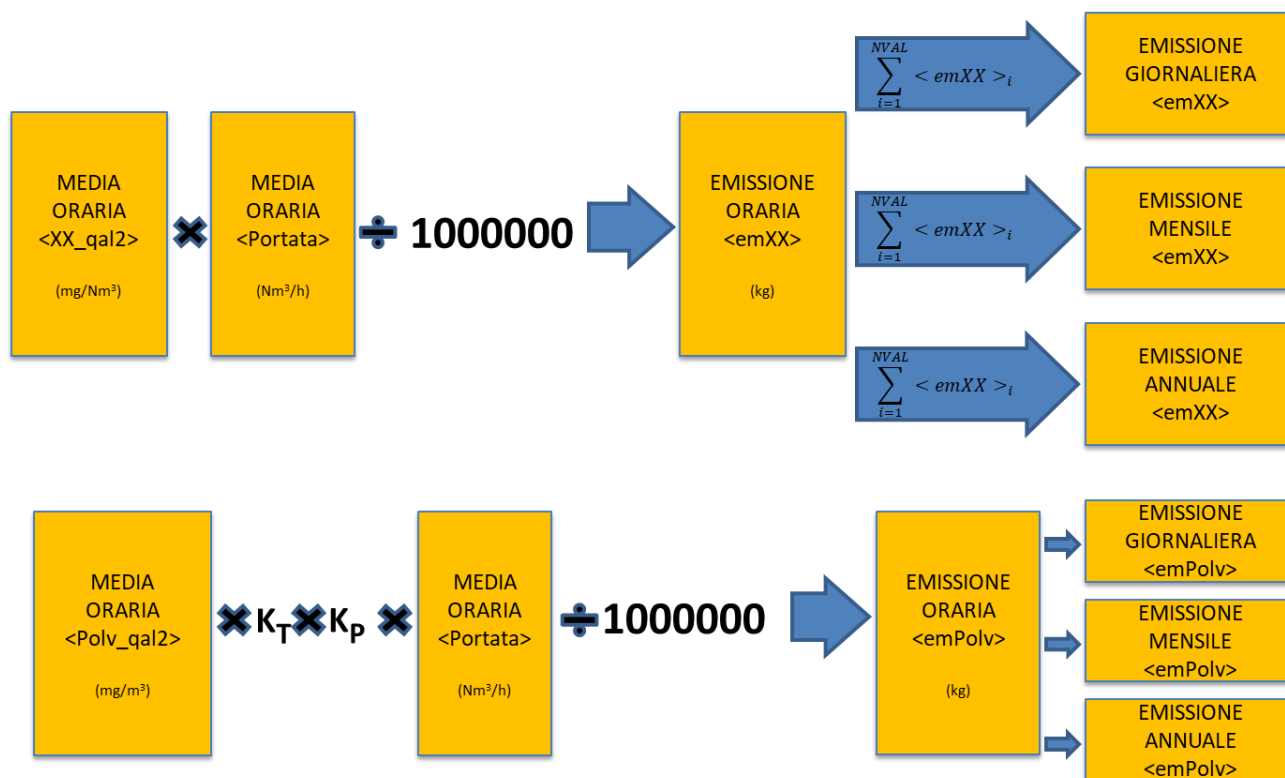 MEDIA
ORARIA
<XX_qal2>
(mg/Nm³)
MEDIA
ORARIA
<Portata>
(Nm³/h)
÷ 1000000
EMISSIONE
ORARIA
<emXX>
(kg)
NVAL
∑ < emXX >ᵢ
i=1
EMISSIONE
GIORNALIERA
<emXX>
NVAL
∑ < emXX >ᵢ
i=1
EMISSIONE
MENSILE
<emXX>
NVAL
∑ < emXX >ᵢ
i=1
EMISSIONE
ANNUALE
<emXX>
MEDIA
ORARIA
<Polv_qal2>
(mg/m³)
✖ K_T ✖ K_P ✖
MEDIA
ORARIA
<Portata>
(Nm³/h)
÷1000000
EMISSIONE
ORARIA
<emPolv>
(kg)
EMISSIONE
GIORNALIERA
<emPolv>
EMISSIONE
MENSILE
<emPolv>
EMISSIONE
ANNUALE
<emPolv>